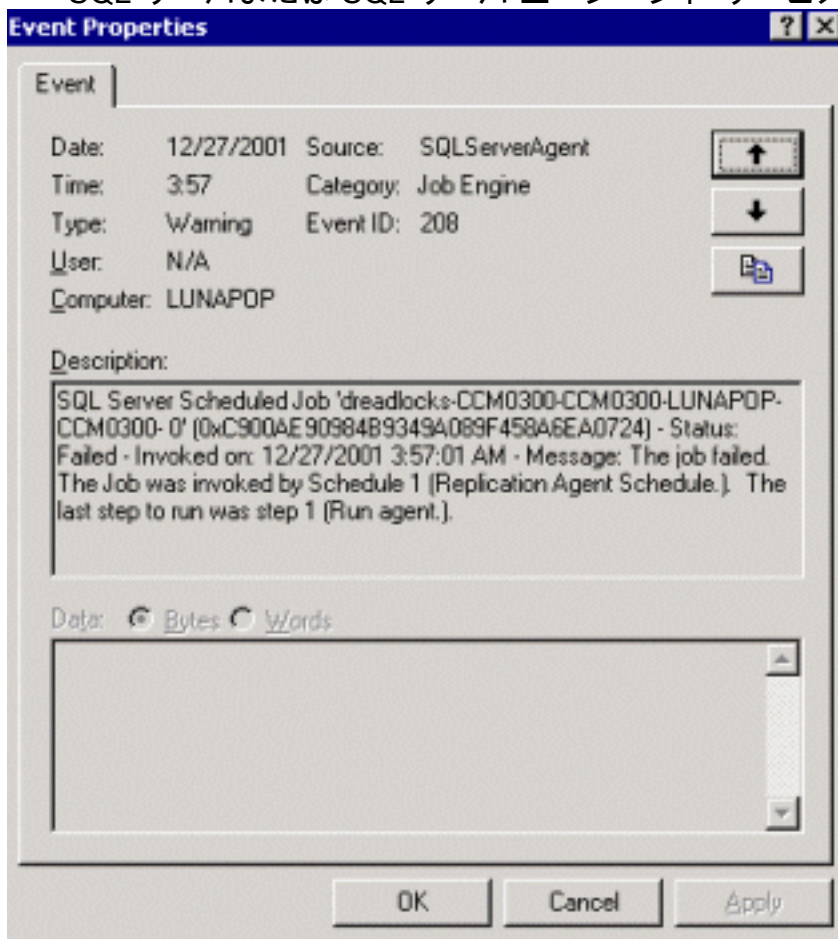 Event Properties
Event
Date: 12/27/2001 Source: SQLServerAgent
Time: 3:57 Category: Job Engine
Type: Warning Event ID: 208
User: N/A
Computer: LUNAPOP
Description:
SQL Server Scheduled Job 'dreadlocks-CCM0300-CCM0300-LUNAPOP-
CCM0300- 0' (0xC900AE90984B9349A089F458A6EA0724) - Status:
Failed - Invoked on: 12/27/2001 3:57:01 AM - Message: The job failed.
The Job was invoked by Schedule 1 (Replication Agent Schedule.). The
last step to run was step 1 (Run agent.).
Data: Bytes Words
OK Cancel Apply